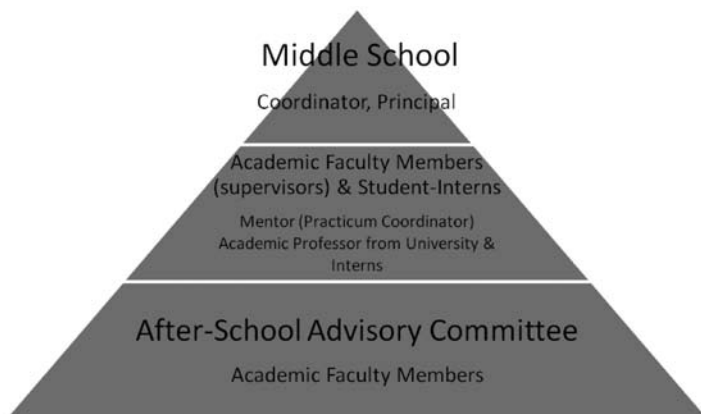 Middle School
Coordinator, Principal
Academic Faculty Members
(supervisors) & Student-Interns
Mentor (Practicum Coordinator)
Academic Professor from University &
Interns
After-School Advisory Committee
Academic Faculty Members